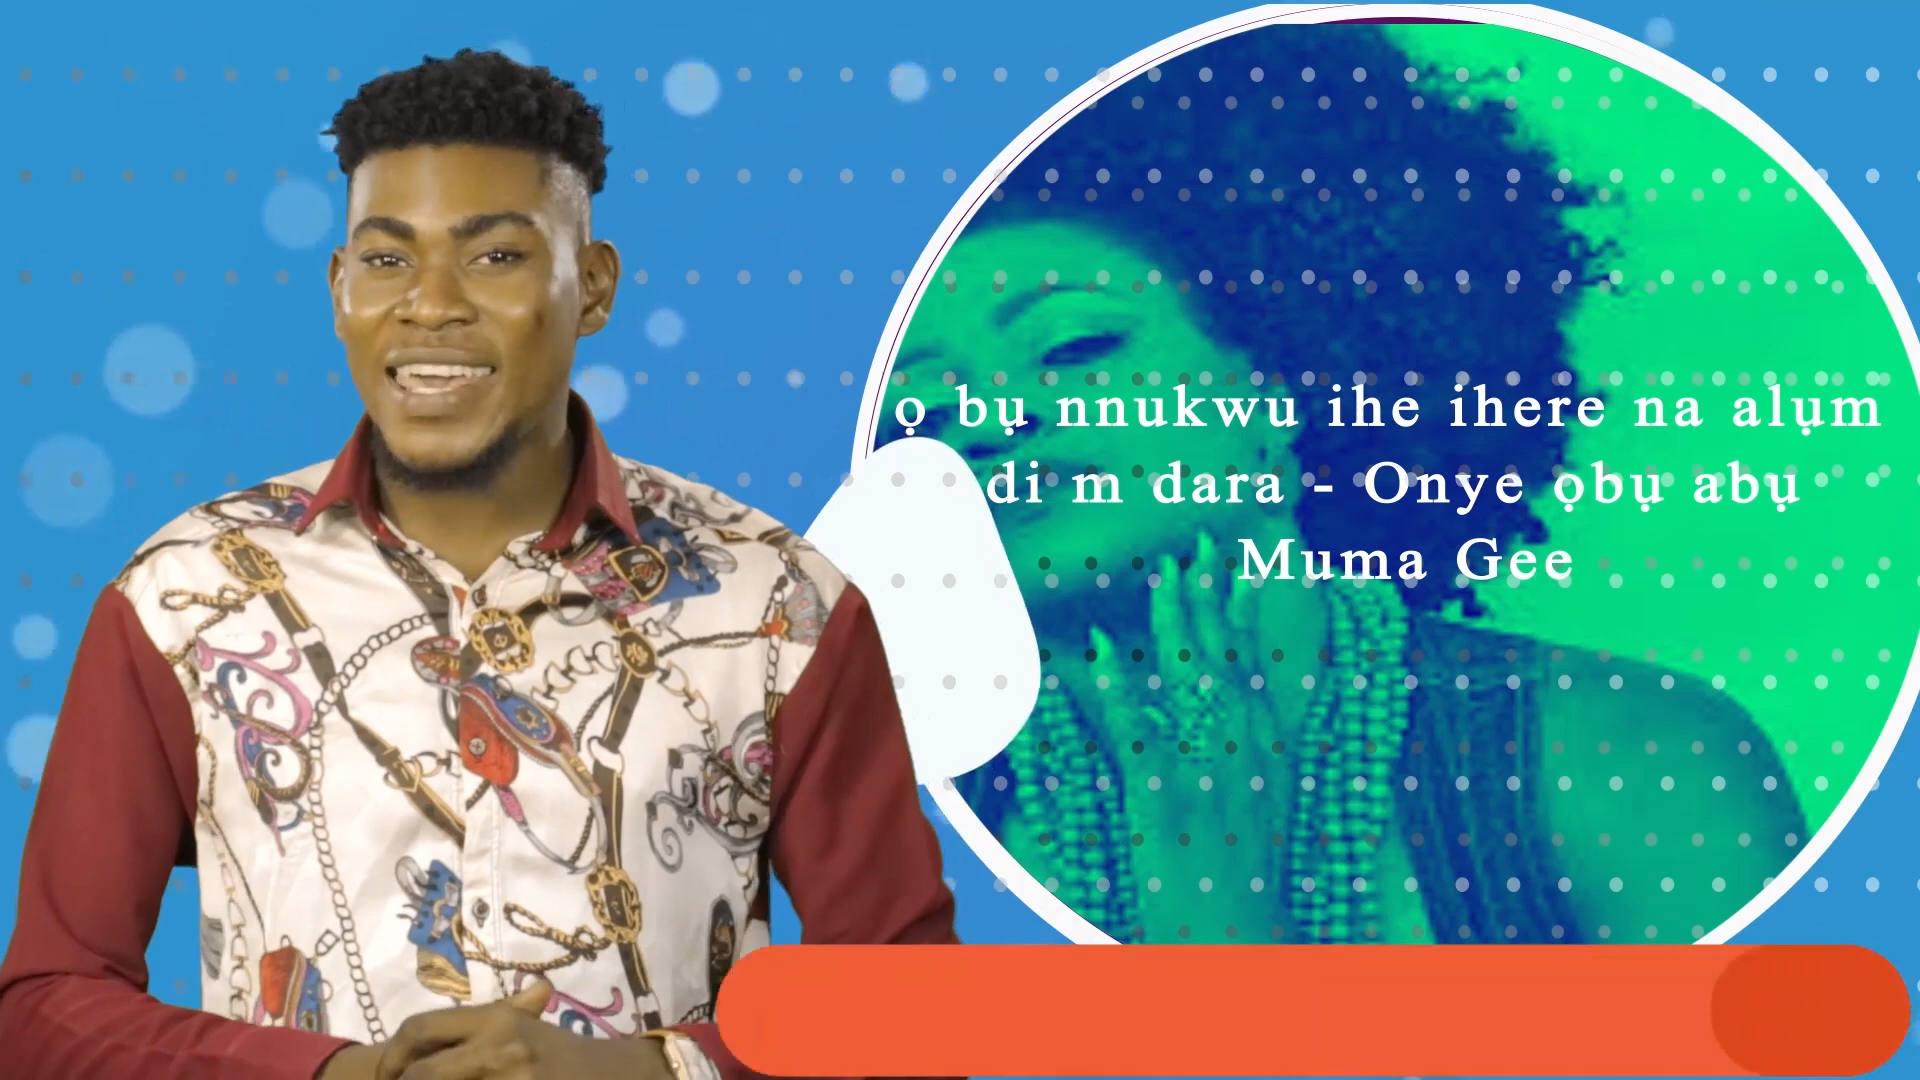 ọ bụ nnukwu ihe ihere na alụm
di m dara - Onye ọbụ abụ
Muma Gee